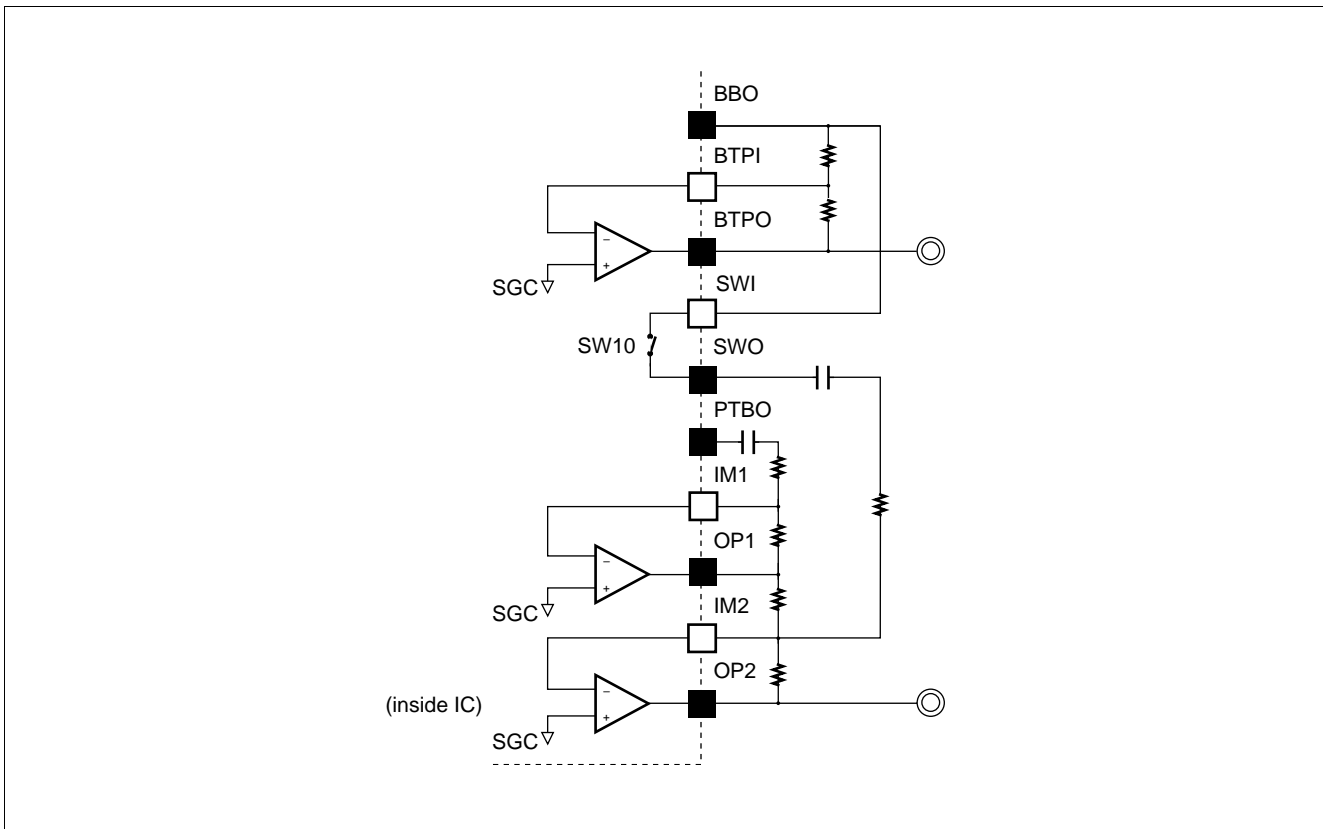 BBO
BTPI
BTPO
−
+
SGC
SWI
SW10
SWO
PTBO
IM1
OP1
−
+
SGC
IM2
OP2
−
(inside IC)
+
SGC